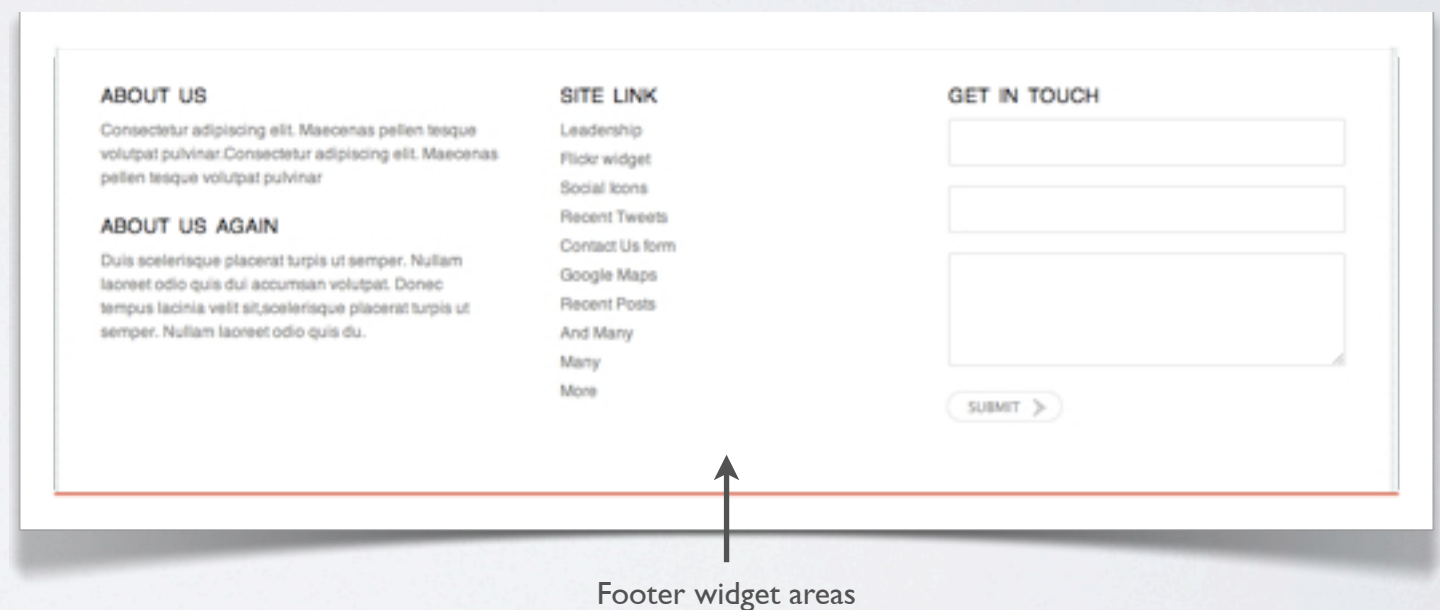 ABOUT US
Consectetur adipiscing elit. Maecenas pellen tesque
volutpat pulvinar.Consectetur adipiscing elit. Maecenas
pellen tesque volutpat pulvinar
ABOUT US AGAIN
Duis scelerisque placerat turpis ut semper. Nullam
laoreet odio quis dui accumsan volutpat. Donec
tempus lacinia velit sit,scelerisque placerat turpis ut
semper. Nullam laoreet odio quis du.
SITE LINK
Leadership
Flickr widget
Social Icons
Recent Tweets
Contact Us form
Google Maps
Recent Posts
And Many
Many
More
GET IN TOUCH
SUBMIT
Footer widget areas